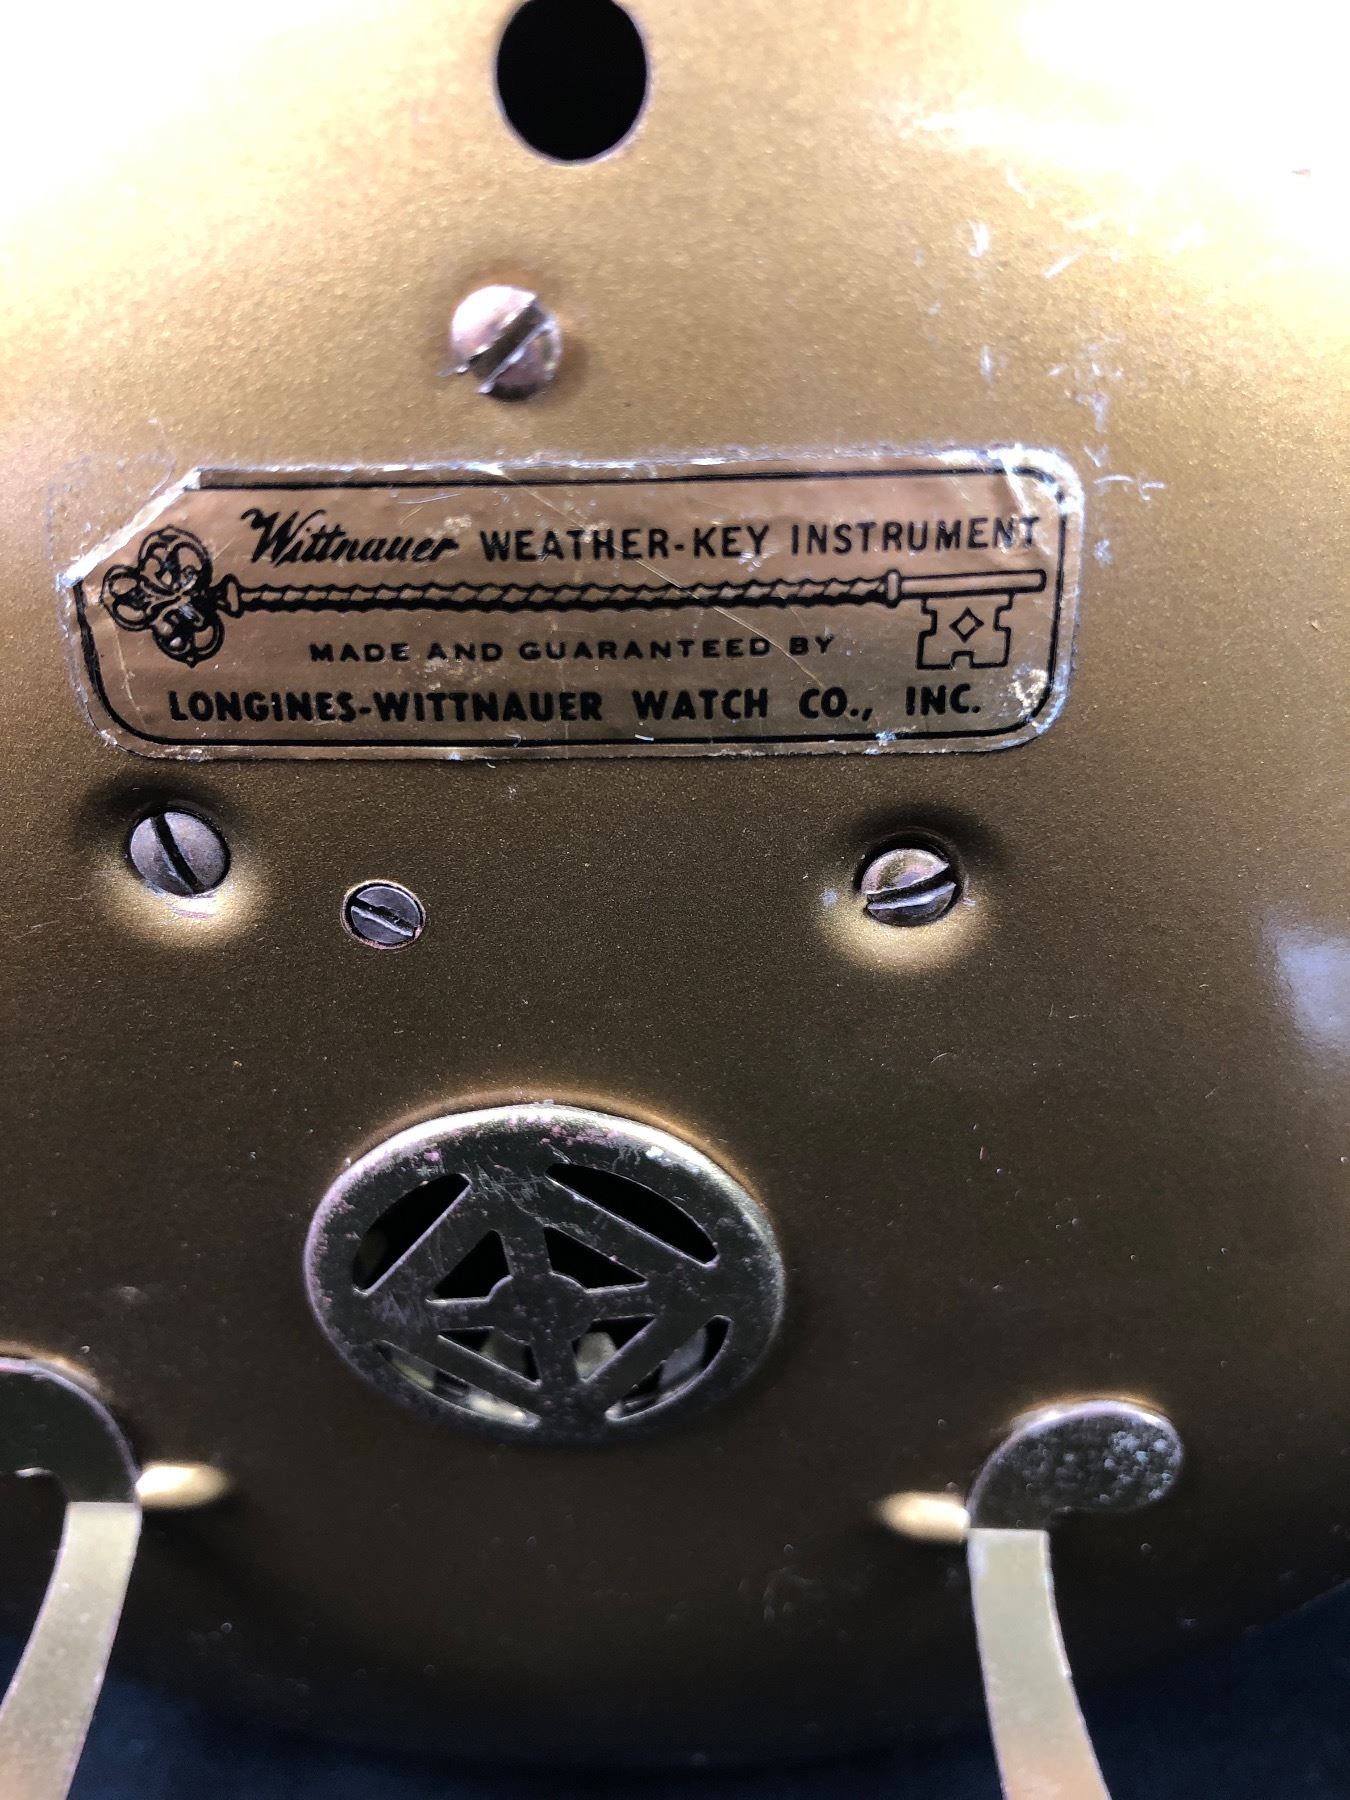 Wittnauer WEATHER-KEY INSTRUMENT
MADE AND GUARANTEED BY
LONGINES-WITTNAUER WATCH CO., INC.